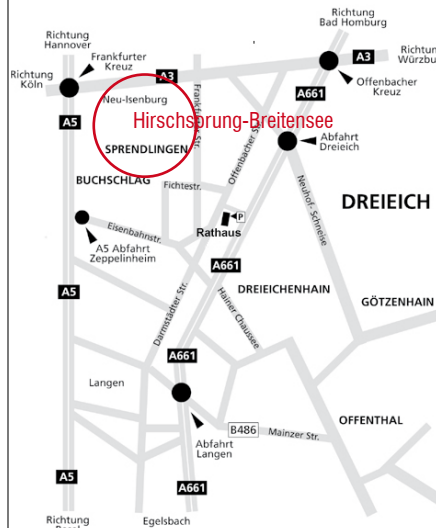 Richtung
Bad Homburg
Richtung
Hannover
Frankfurter
Kreuz
A3
A3
Richtung
Würzbu
Richtung
Köln
Offenbacher
Kreuz
A661
Neu-Isenburg
Frankfurter Str.
Hirschsprung-Breitensee
A5
Offenbacher Str.
Abfahrt
Dreieich
SPRENDLINGEN
BUCHSCHLAG
Fichtestr.
Neuhof- Schneise
DREIEICH
P
Rathaus
Eisenbahnstr.
A5 Abfahrt
Zeppelinheim
A661
A5
DREIEICHENHAIN
GÖTZENHAIN
Darmstädter Str.
Hainer Chaussee
A661
Langen
OFFENTHAL
B486
Mainzer Str.
Abfahrt
Langen
A5
A661
Richtung
Egelsbach